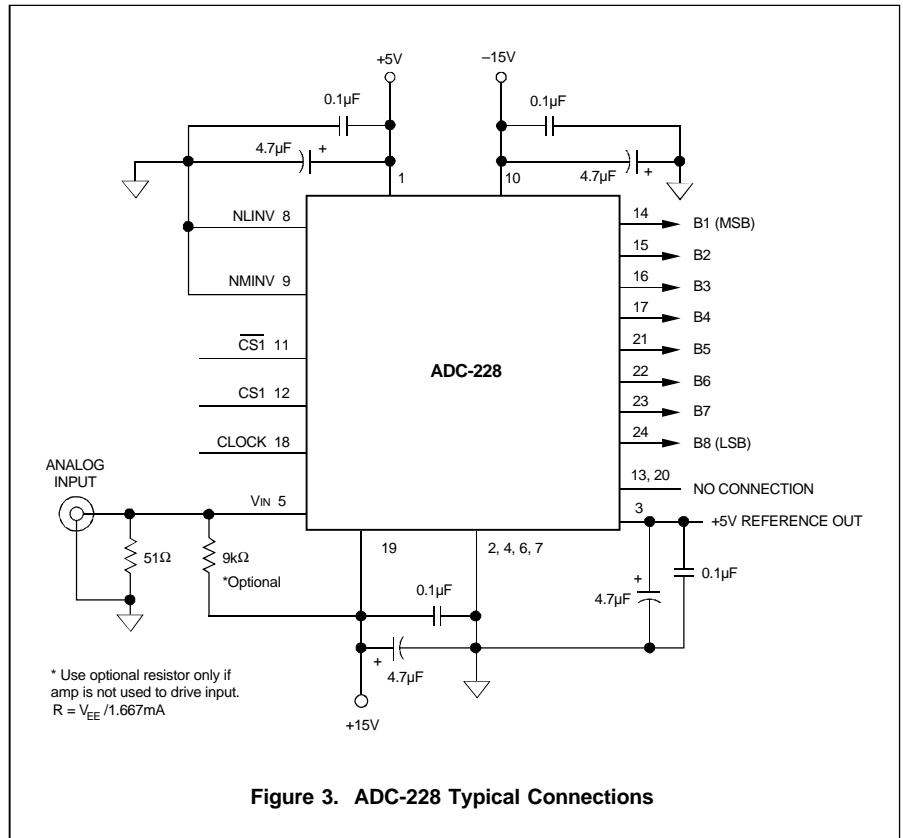 +5V
–15V
0.1µF
0.1µF
4.7µF
+
4.7µF
+
1
10
NLINV 8
NMINV 9
CS1 11
CS1 12
CLOCK 18
ANALOG
INPUT
VIN 5
ADC-228
14
B1 (MSB)
15
B2
16
B3
17
B4
21
B5
22
B6
23
B7
24
B8 (LSB)
13, 20
NO CONNECTION
3
+5V REFERENCE OUT
51Ω
9kΩ
*Optional
19
2, 4, 6, 7
0.1µF
+
4.7µF
+
4.7µF
0.1µF
+15V
* Use optional resistor only if
amp is not used to drive input.
R = VEE /1.667mA
Figure 3. ADC-228 Typical Connections